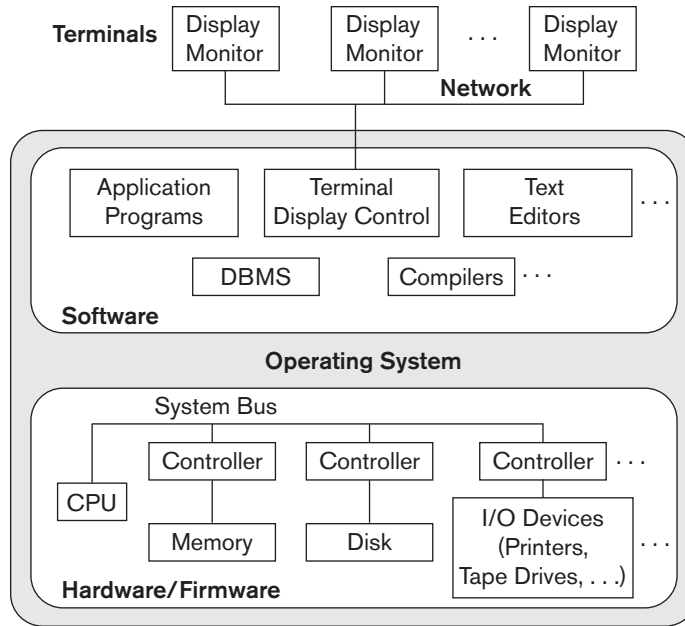 Terminals
Display
Monitor
Display
Monitor
. . .
Display
Monitor
Network
Application
Programs
Terminal
Display Control
Text
Editors
. . .
DBMS
Compilers
. . .
Software
Operating System
System Bus
Controller
Controller
Controller
. . .
CPU
Memory
Disk
I/O Devices
(Printers,
Tape Drives, . . .)
. . .
Hardware/Firmware